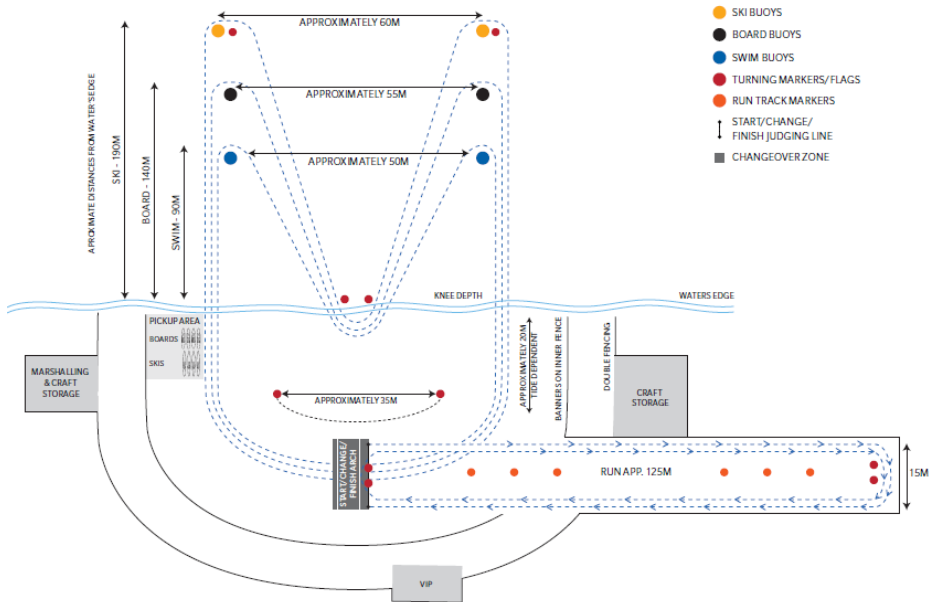 APPROXIMATELY 60M
SKI BUOYS
BOARD BUOYS
SWIM BUOYS
TURNING MARKERS/FLAGS
RUN TRACK MARKERS
START/CHANGE/
FINISH JUDGING LINE
CHANGEOVER ZONE
APPROXIMATELY 55M
APPROXIMATELY 50M
APROXIMATE DISTANCES FROM WATER'S EDGE
SKI - 190M
BOARD - 140M
SWIM - 90M
KNEE DEPTH
WATERS EDGE
PICKUP AREA
BOARDS
SKIS
MARSHALLING
& CRAFT
STORAGE
APPROXIMATELY 35M
APPROXIMATELY 20M
TIDE DEPENDENT
BANNERS ON INNER FENCE
DOUBLE FENCING
CRAFT
STORAGE
START/CHANGE/
FINISH ARCH
RUN APP. 125M
15M
VIP